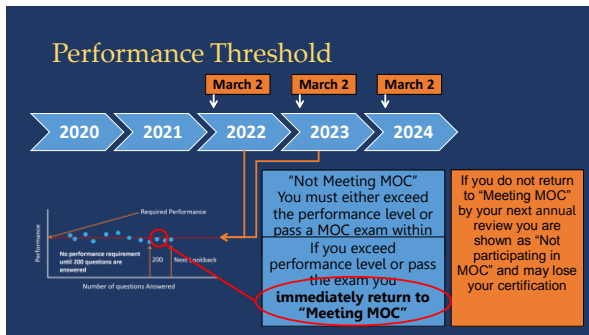 Performance Threshold
March 2
March 2
March 2
2020
2021
2022
2023
2024
"Not Meeting MOC"
You must either exceed
the performance level or
pass a MOC exam within
If you exceed
performance level or pass
the exam you
immediately return to
"Meeting MOC"
If you do not return
to "Meeting MOC"
by your next annual
review you are
shown as "Not
participating in
MOC" and may lose
your certification
Required Performance
Performance
No performance requirement
until 200 questions are
answered
200
Next Lookback
Number of questions Answered